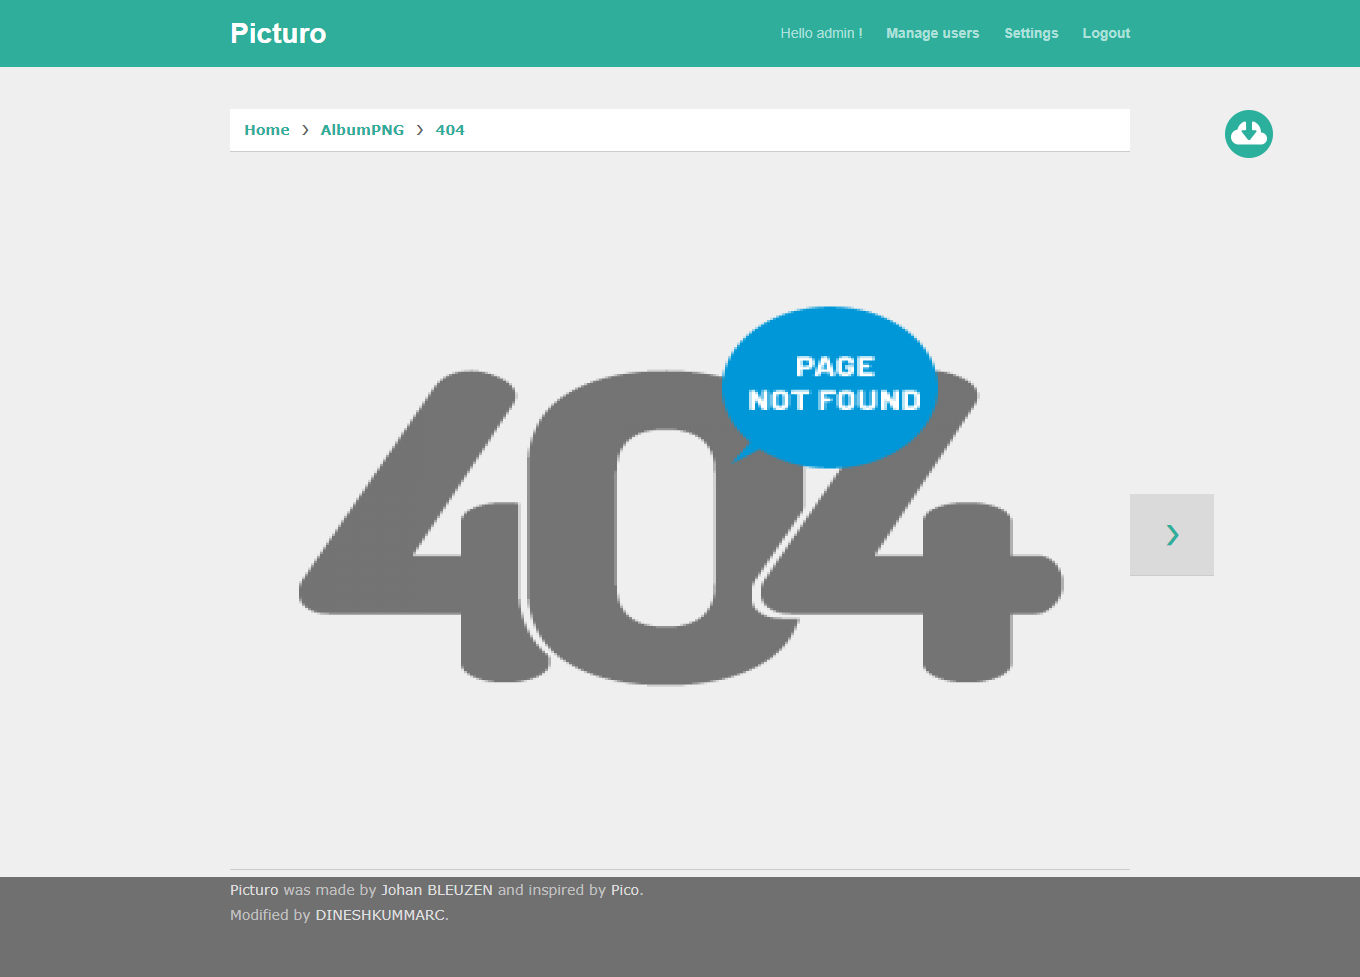 Picturo
Hello admin ! Manage users Settings Logout
Home › AlbumPNG › 404
PAGE
NOT FOUND
404
›
Picturo was made by Johan BLEUZEN and inspired by Pico.
Modified by DINESHKUMMARC.